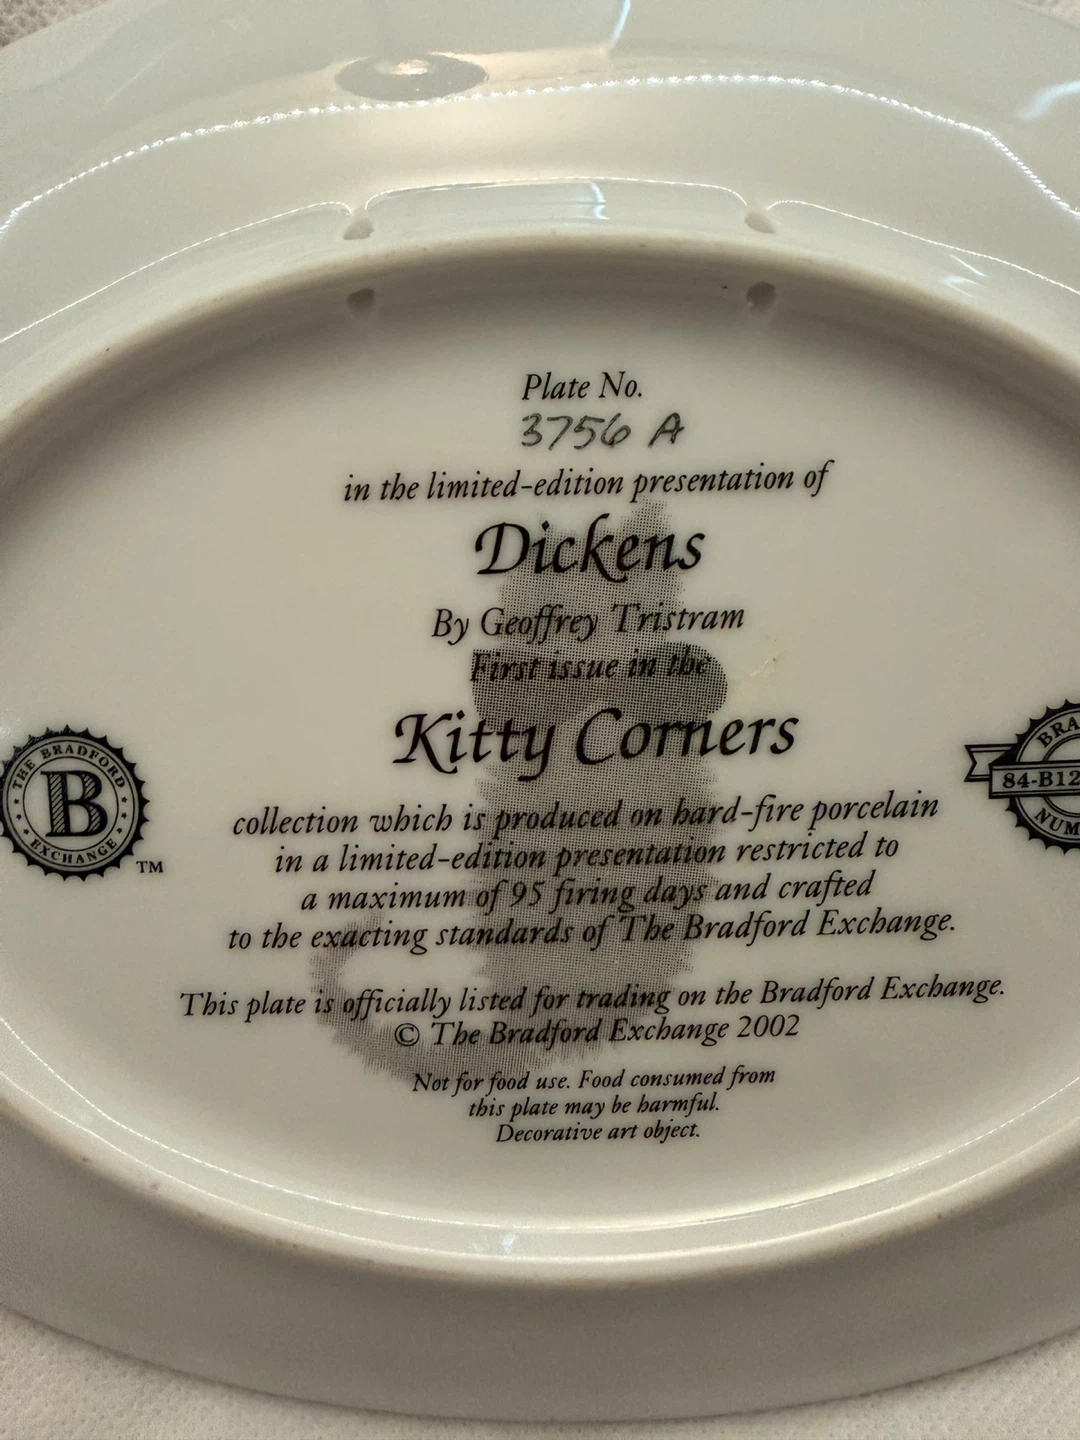 Plate No.
3756 A
in the limited-edition presentation of
Dickens
By Geoffrey Tristram
First issue in the
Kitty Corners
collection which is produced on hard-fire porcelain
in a limited-edition presentation restricted to
a maximum of 95 firing days and crafted
to the exacting standards of The Bradford Exchange.
This plate is officially listed for trading on the Bradford Exchange.
© The Bradford Exchange 2002
Not for food use. Food consumed from
this plate may be harmful.
Decorative art object.
THE BRADFORD
B
EXCHANGE
TM
BRA
84-B12
NUM